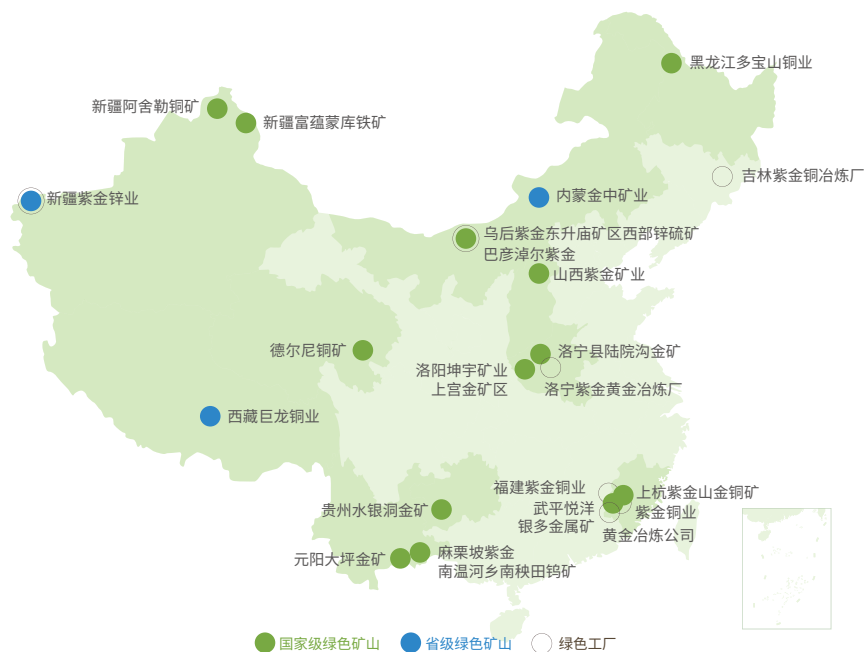 黑龙江多宝山铜业
新疆阿舍勒铜矿
新疆富蕴蒙库铁矿
吉林紫金铜冶炼厂
新疆紫金锌业
内蒙金中矿业
乌后紫金东升庙矿区西部锌硫矿
巴彦淖尔紫金
山西紫金矿业
德尔尼铜矿
洛宁县陆院沟金矿
洛阳坤宇矿业
上宫金矿区
洛宁紫金黄金冶炼厂
西藏巨龙铜业
福建紫金铜业
上杭紫金山金铜矿
武平悦洋
银多金属矿
紫金铜业
黄金冶炼公司
贵州水银洞金矿
元阳大坪金矿
麻栗坡紫金
南温河乡南秧田钨矿
国家级绿色矿山
省级绿色矿山
绿色工厂